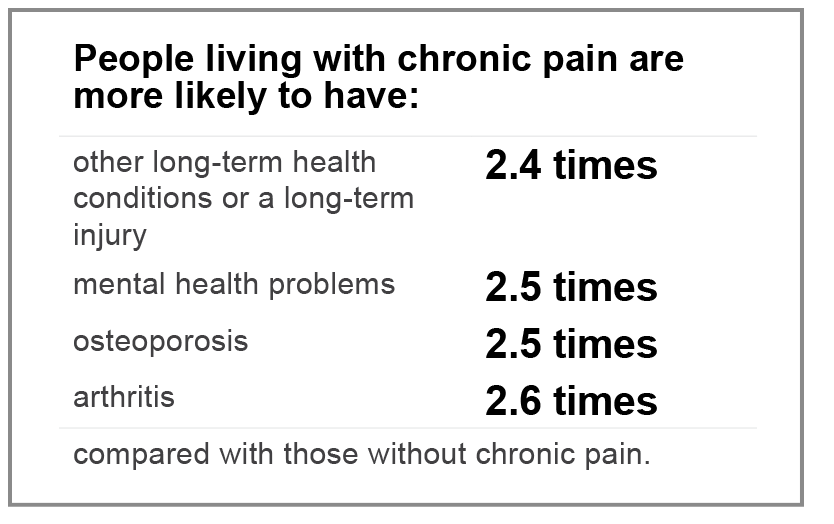 People living with chronic pain are
more likely to have:
other long-term health 2.4 times
conditions or a long-term
injury
mental health problems 2.5 times
osteoporosis 2.5 times
arthritis 2.6 times
compared with those without chronic pain.